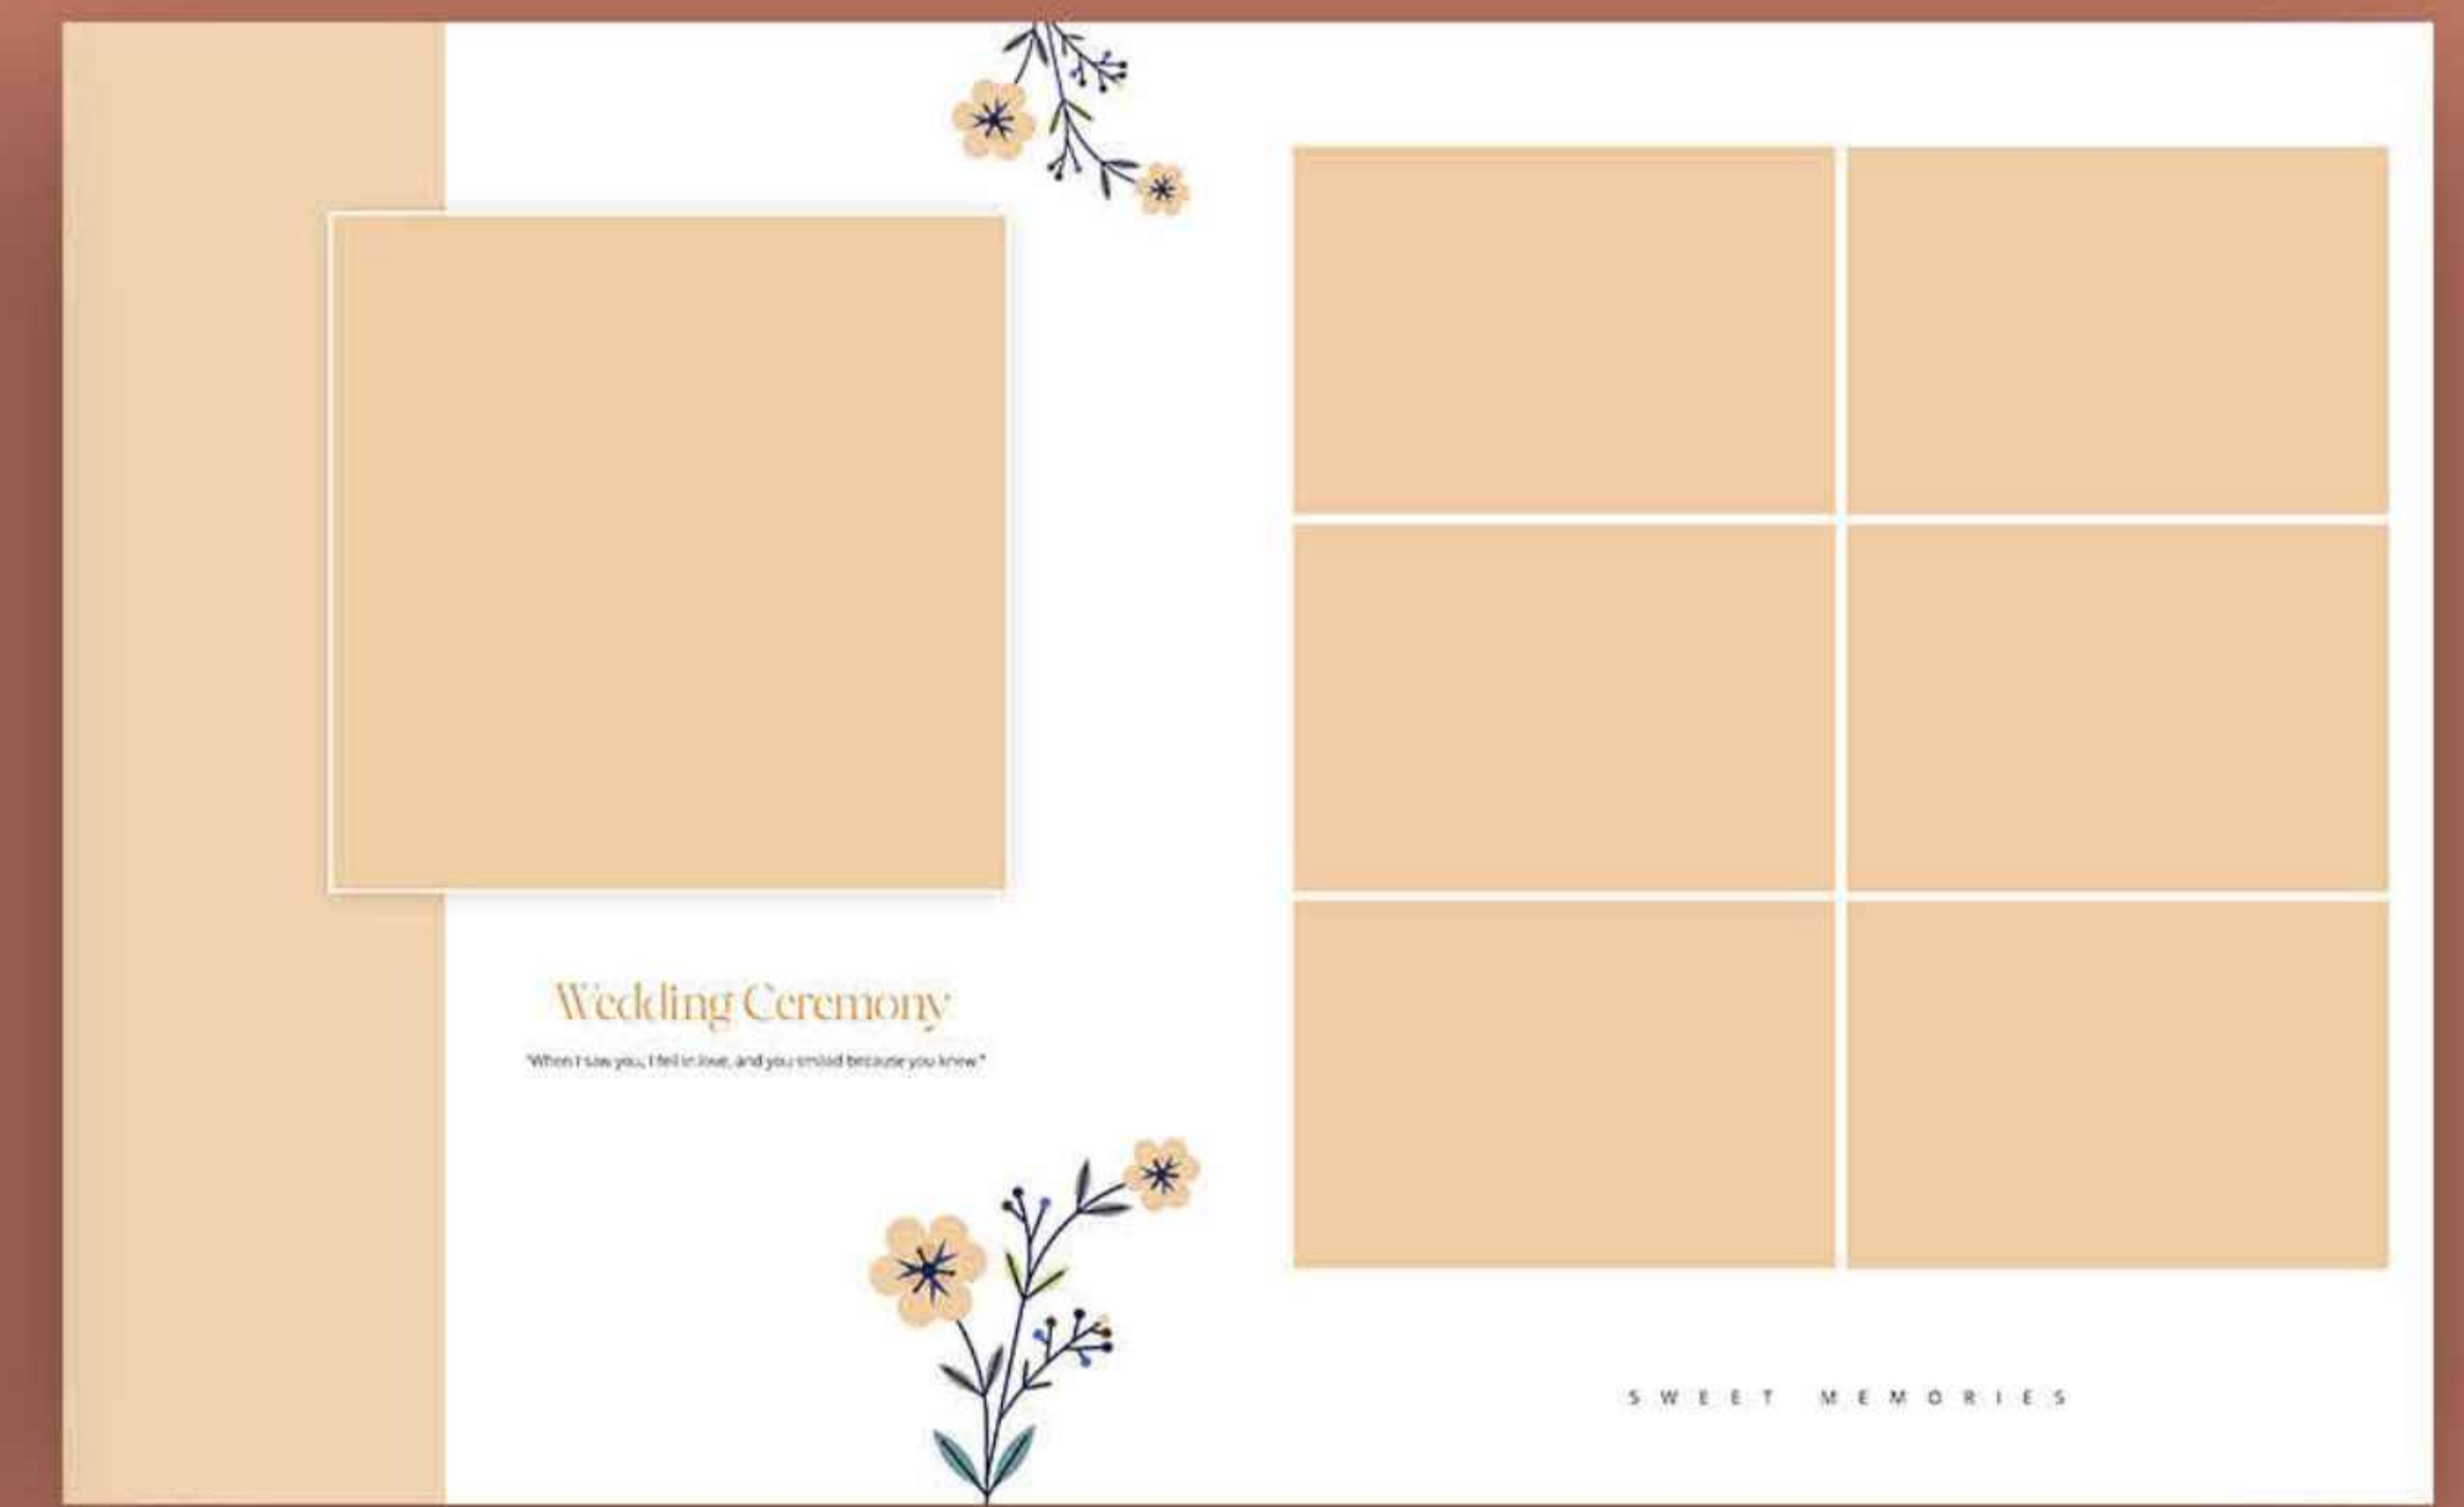 Wedding Ceremony
"When I saw you, I fell in love, and you smiled because you knew."
SWEET MEMORIES